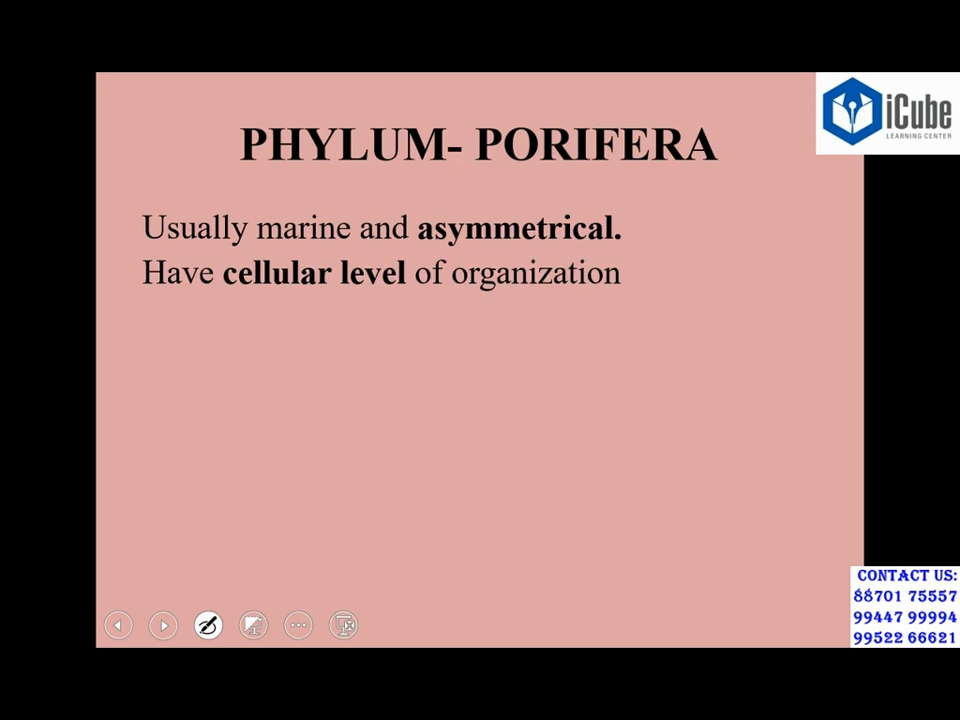 PHYLUM- PORIFERA
iCube
LEARNING CENTER
Usually marine and asymmetrical.
Have cellular level of organization
CONTACT US:
88701 75557
99447 99994
99522 66621